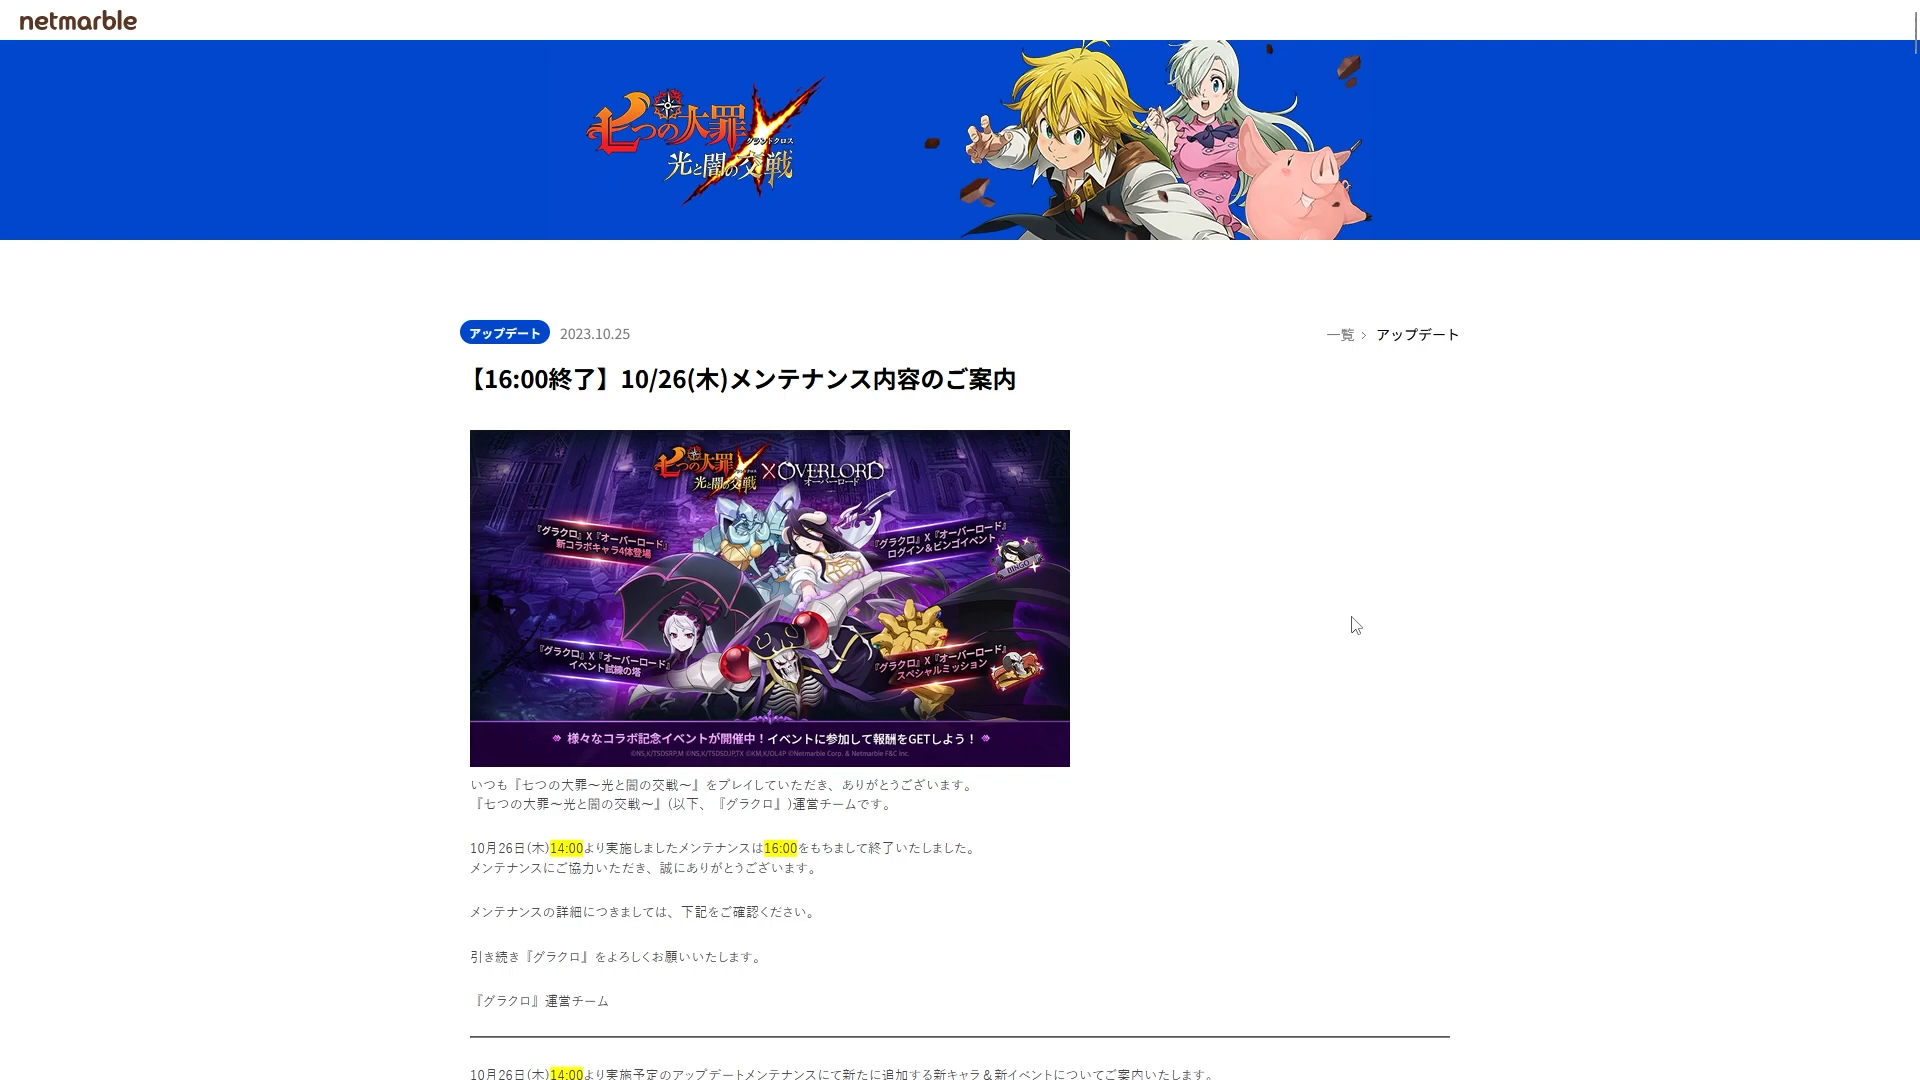 netmarble
七つの大罪
グランドクロス
光と闇の交戦
アップデート 2023.10.25
一覧 > アップデート
【16:00終了】10/26(木)メンテナンス内容のご案内
七つの大罪 光と闇の交戦 X OVERLORD
オーバーロード
『グラクロ』X『オーバーロード』
新コラボキャラ4体登場
『グラクロ』X『オーバーロード』
ログイン&ビンゴイベント
BINGO
『グラクロ』X『オーバーロード』
イベント試練の塔
『グラクロ』X『オーバーロード』
スペシャルミッション
様々なコラボ記念イベントが開催中！イベントに参加して報酬をGETしよう！
©NS,K/TSDSRP,M ©NS,K/TSDSDJP,TX ©KM,K/OL4P ©Netmarble Corp. & Netmarble F&C Inc.
いつも『七つの大罪～光と闇の交戦～』をプレイしていただき、ありがとうございます。
『七つの大罪～光と闇の交戦～』(以下、『グラクロ』)運営チームです。
10月26日(木)14:00より実施しましたメンテナンスは16:00をもちまして終了いたしました。
メンテナンスにご協力いただき、誠にありがとうございます。
メンテナンスの詳細につきましては、下記をご確認ください。
引き続き『グラクロ』をよろしくお願いいたします。
『グラクロ』運営チーム
10月26日(木)14:00より実施予定のアップデートメンテナンスにて新たに追加する新キャラ＆新イベントについてご案内いたします。